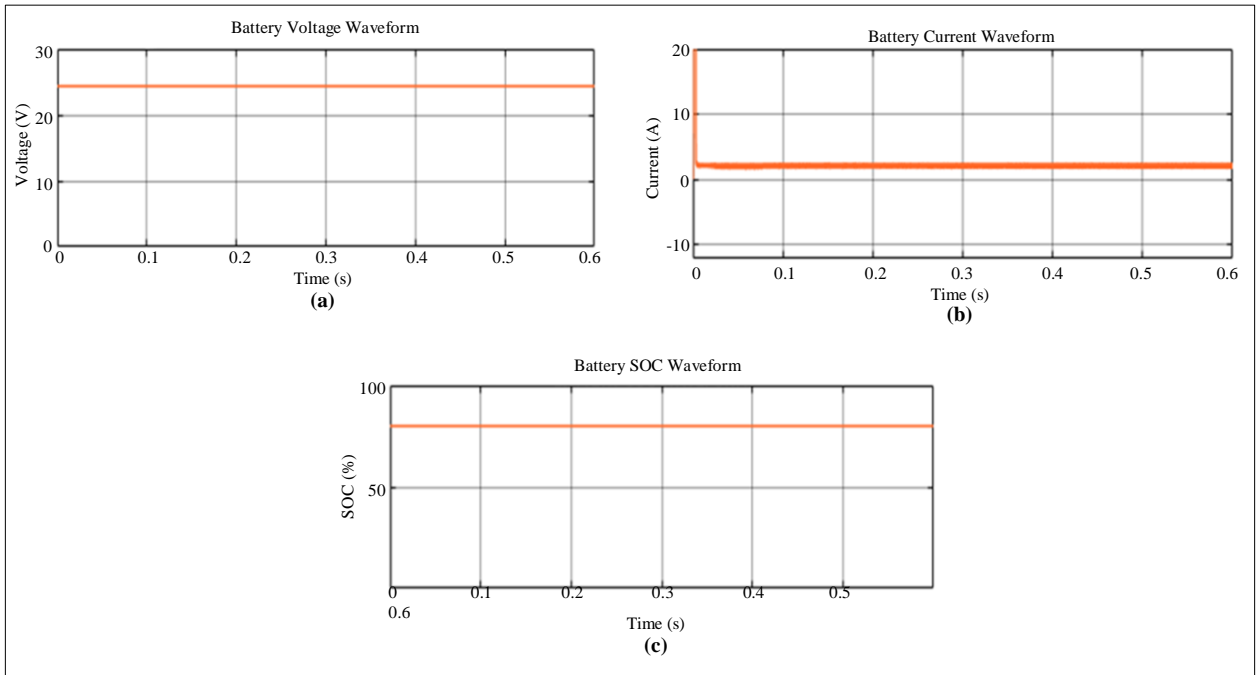 Battery Voltage Waveform
30
20
10
0
Voltage (V)
0 0.1 0.2 0.3 0.4 0.5 0.6
Time (s)
(a)
Battery Current Waveform
20
10
0
-10
Current (A)
0 0.1 0.2 0.3 0.4 0.5 0.6
Time (s)
(b)
Battery SOC Waveform
100
50
SOC (%)
0 0.1 0.2 0.3 0.4 0.5
0.6
Time (s)
(c)